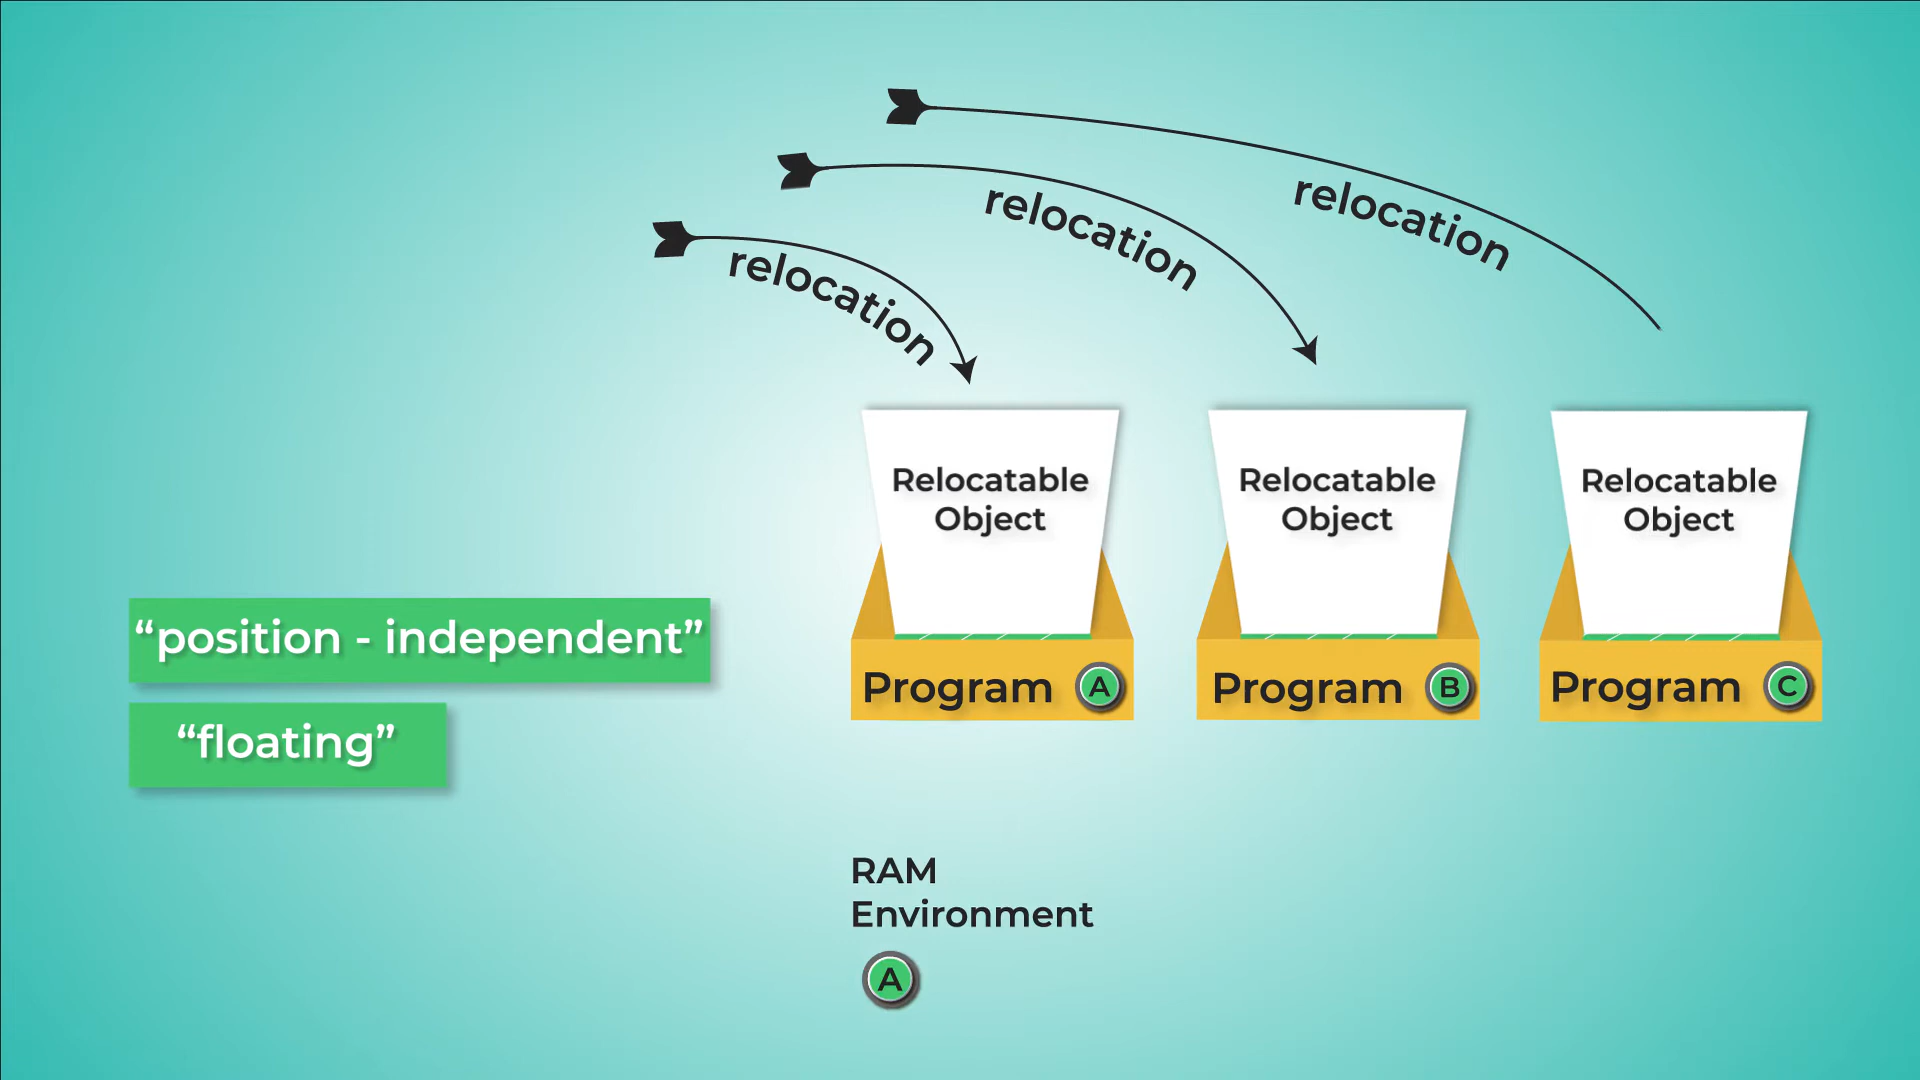 relocation
relocation
relocation
Relocatable
Object
Relocatable
Object
Relocatable
Object
“position - independent”
“floating”
Program A
Program B
Program C
RAM
Environment
A